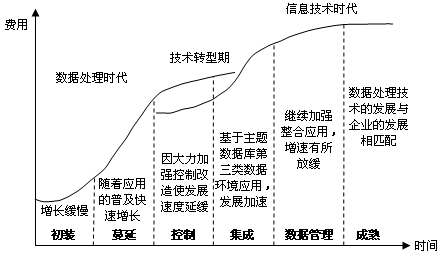 信息技术时代
费用
技术转型期
数据处理时代
增长缓慢
随着应用
的普及快
速增长
因大力加
强控制改
造使发展
速度延缓
基于主题
数据库第
三类数据
环境应用,
发展加速
继续加强
整合应用,
增速有所
放缓
数据处理技
术的发展与
企业的发展
相匹配
初装
蔓延
控制
集成
数据管理
成熟
时间